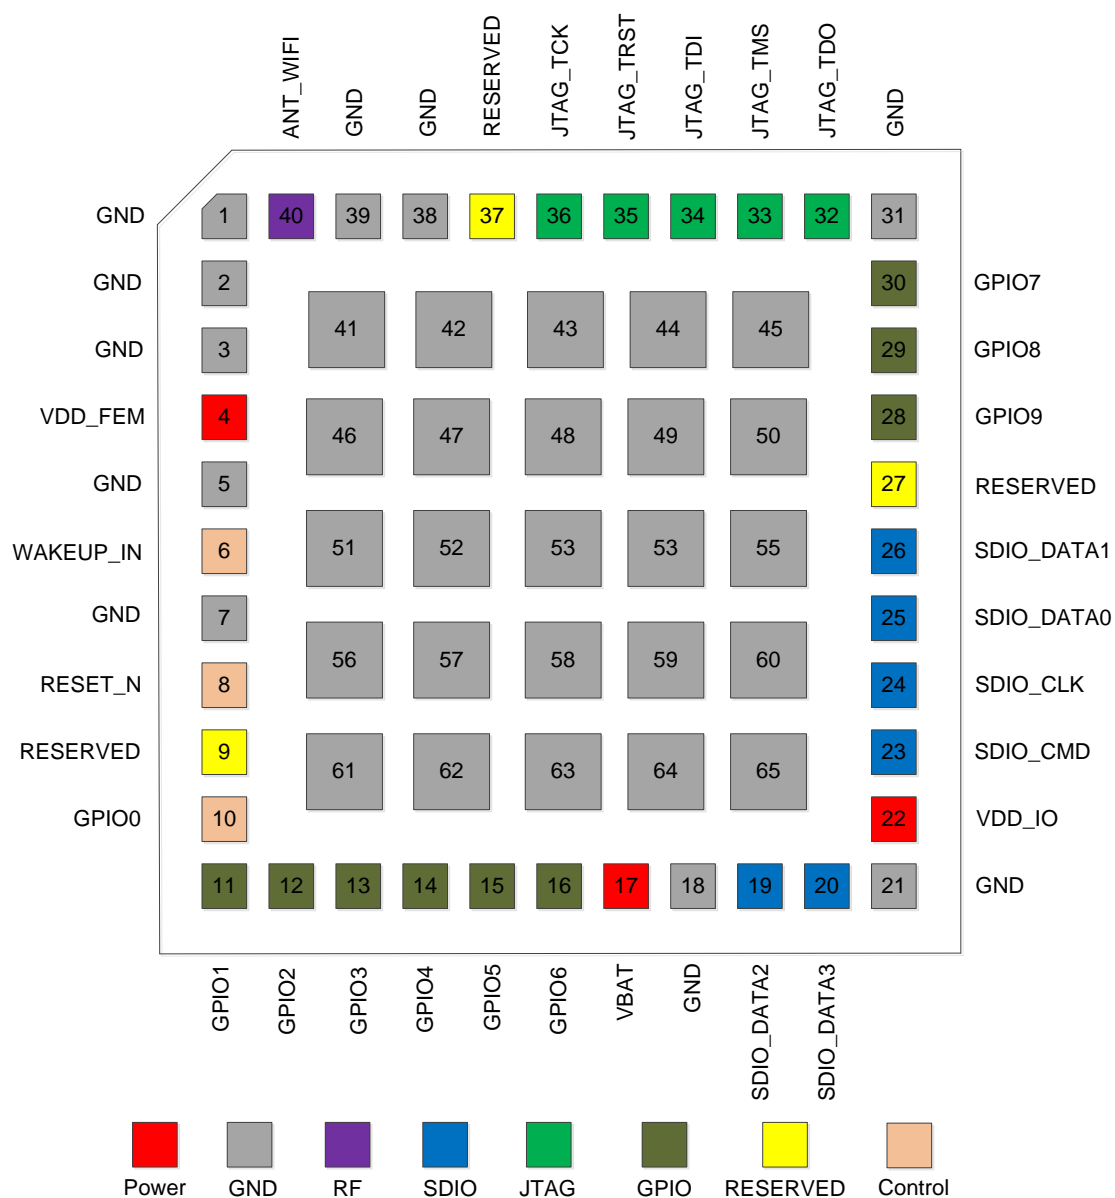 ANT_WIFI
GND
GND
RESERVED
JTAG_TCK
JTAG_TRST
JTAG_TDI
JTAG_TMS
JTAG_TDO
GND
GND 1 40 39 38 37 36 35 34 33 32 31
GND 2 30 GPIO7
41 42 43 44 45
GND 3 29 GPIO8
VDD_FEM 4 28 GPIO9
46 47 48 49 50
GND 5 27 RESERVED
WAKEUP_IN 6 51 52 53 53 55 26 SDIO_DATA1
GND 7 25 SDIO_DATA0
56 57 58 59 60
RESET_N 8 24 SDIO_CLK
RESERVED 9 23 SDIO_CMD
61 62 63 64 65
GPIO0 10 22 VDD_IO
11 12 13 14 15 16 17 18 19 20 21 GND
GPIO1
GPIO2
GPIO3
GPIO4
GPIO5
GPIO6
VBAT
GND
SDIO_DATA2
SDIO_DATA3
Power GND RF SDIO JTAG GPIO RESERVED Control